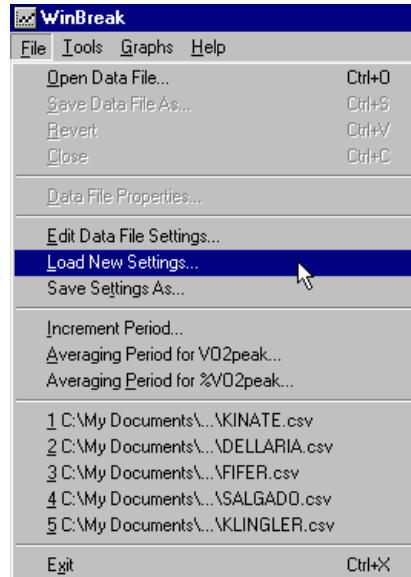 WinBreak
File Tools Graphs Help
Open Data File... Ctrl+O
Save Data File As... Ctrl+S
Revert Ctrl+V
Close Ctrl+C
Data File Properties...
Edit Data File Settings...
Load New Settings...
Save Settings As...
Increment Period...
Averaging Period for VO2peak...
Averaging Period for %VO2peak...
1 C:\My Documents\...\KINATE.csv
2 C:\My Documents\...\DELLARIA.csv
3 C:\My Documents\...\FIFER.csv
4 C:\My Documents\...\SALGADO.csv
5 C:\My Documents\...\KLINGLER.csv
Exit Ctrl+X